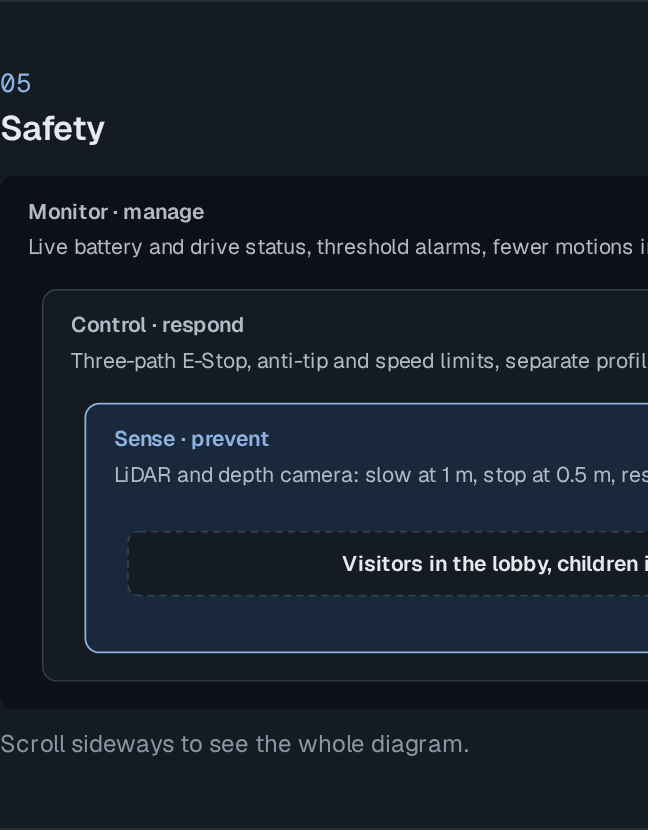 05
Safety
Monitor · manage
Live battery and drive status, threshold alarms, fewer motions
Control · respond
Three-path E-Stop, anti-tip and speed limits, separate
Sense · prevent
LiDAR and depth camera: slow at 1 m, stop at 0.5 m,
Visitors in the lobby, children
Scroll sideways to see the whole diagram.